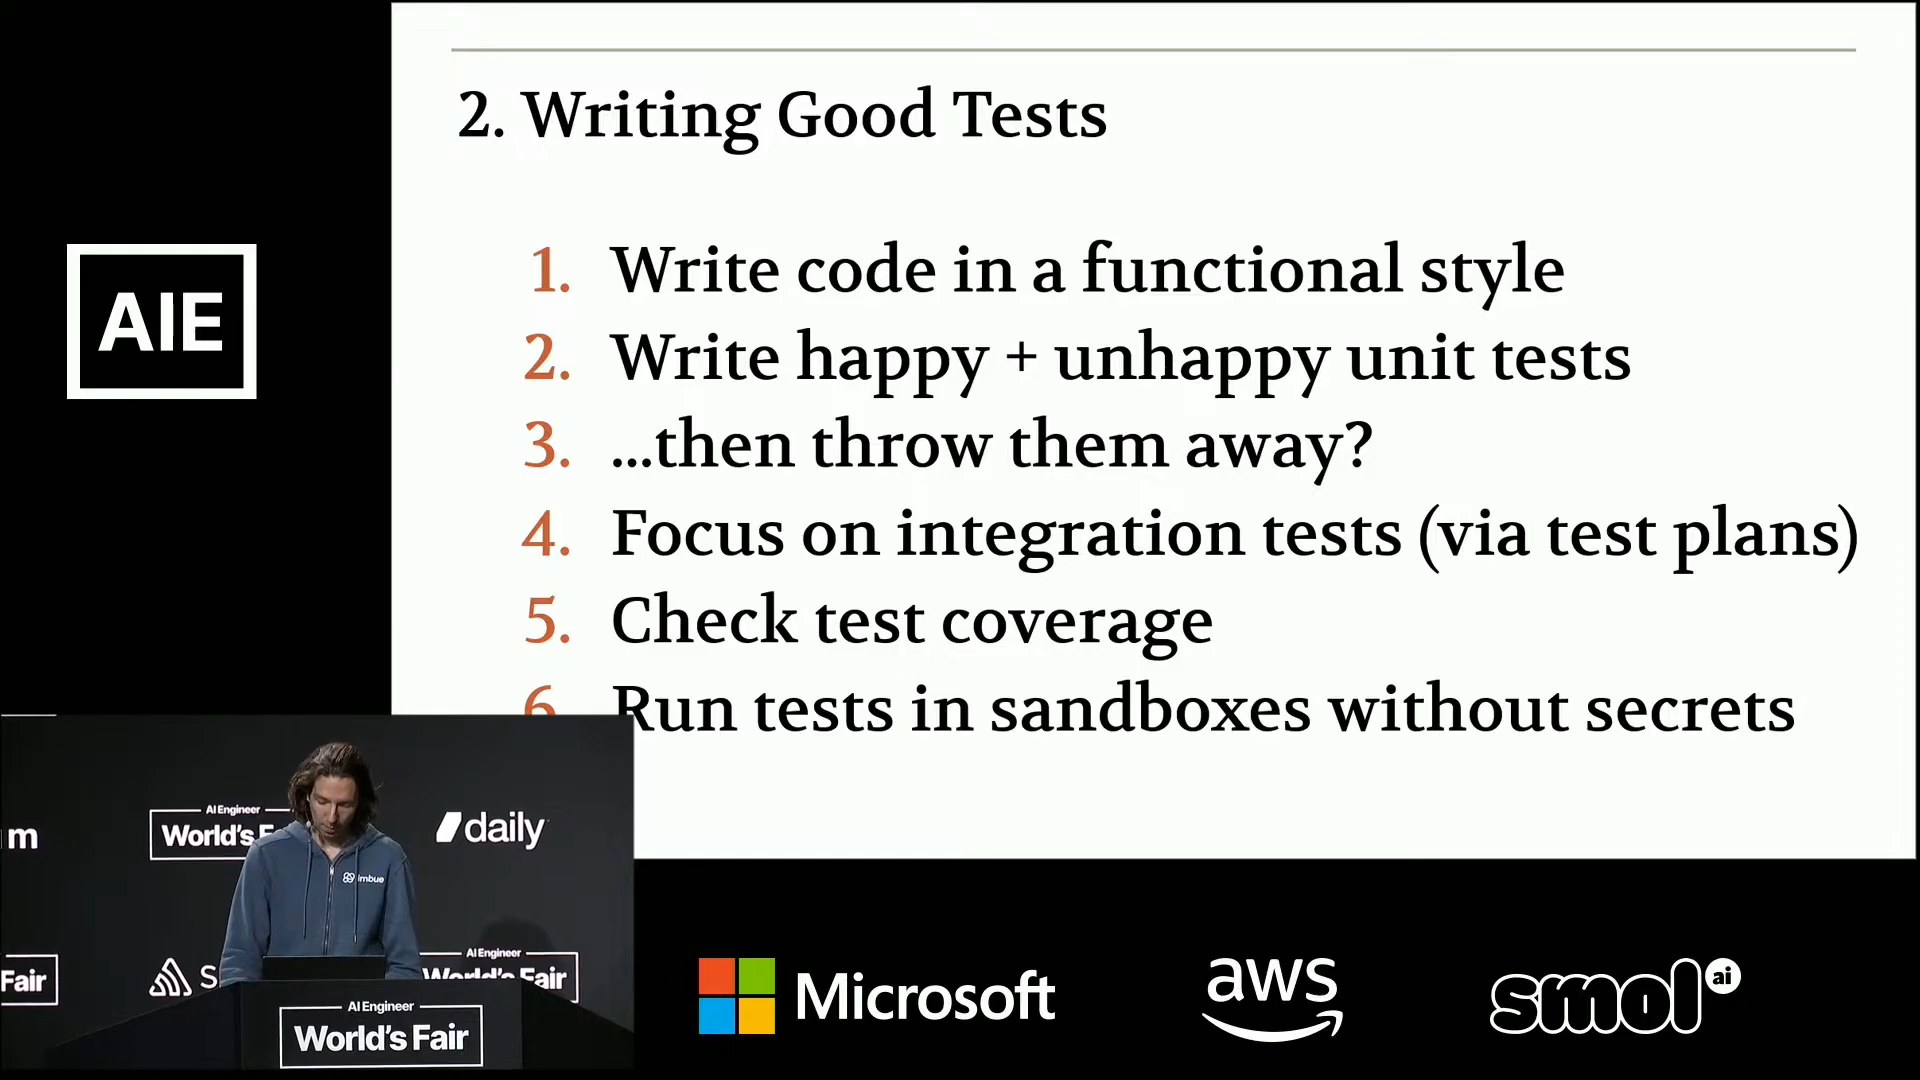 2. Writing Good Tests
1. Write code in a functional style
2. Write happy + unhappy unit tests
3. ...then throw them away?
4. Focus on integration tests (via test plans)
5. Check test coverage
6. Run tests in sandboxes without secrets
AIE
m
AI Engineer
World's F
daily
imbue
S
AI Engineer
World's Fair
Fair
AI Engineer
World's Fair
Microsoft
aws
smol ai